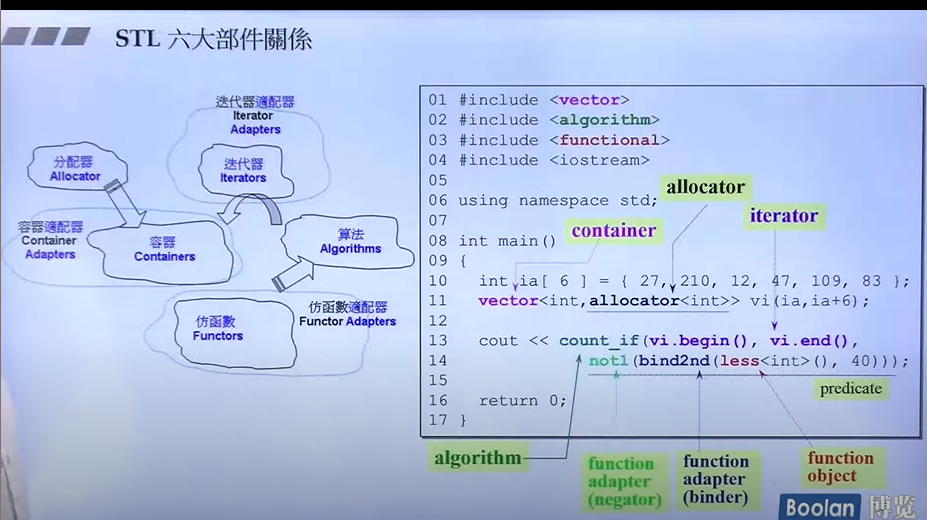 STL 六大部件關係
迭代器適配器
Iterator
Adapters
分配器
Allocator
迭代器
Iterators
容器適配器
Container
Adapters
容器
Containers
算法
Algorithms
仿函數
Functors
仿函數適配器
Functor Adapters
01 #include <vector>
02 #include <algorithm>
03 #include <functional>
04 #include <iostream>
05
allocator
06 using namespace std;
iterator
07
container
08 int main()
09 {
10 int ia[ 6 ] = { 27, 210, 12, 47, 109, 83 };
11 vector<int,allocator<int>> vi(ia,ia+6);
12
13 cout << count_if(vi.begin(), vi.end(),
14 not1(bind2nd(less<int>(), 40)));
15
predicate
16 return 0;
17 }
algorithm
function
adapter
(negator)
function
adapter
(binder)
function
object
Boolan 博览